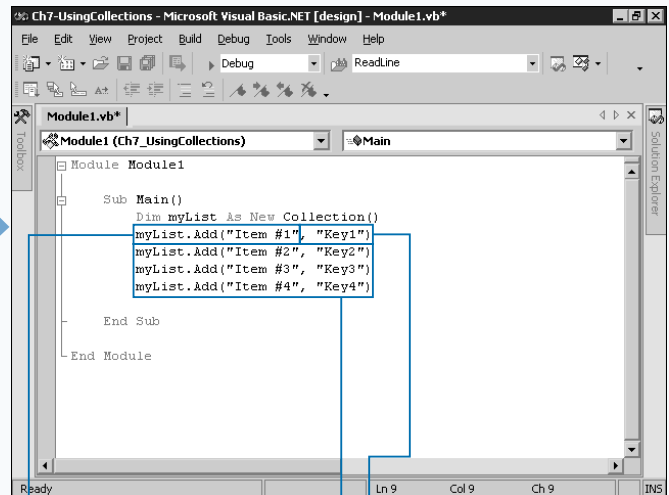 Ch7-UsingCollections - Microsoft Visual Basic.NET [design] - Module1.vb*
File Edit View Project Build Debug Tools Window Help
Debug ReadLine
Module1.vb*
Toolbox
Solution Explorer
Module1 (Ch7_UsingCollections) Main
Module Module1
Sub Main()
Dim myList As New Collection()
myList.Add("Item #1", "Key1")
myList.Add("Item #2", "Key2")
myList.Add("Item #3", "Key3")
myList.Add("Item #4", "Key4")
End Sub
End Module
Ready Ln 9 Col 9 Ch 9 INS